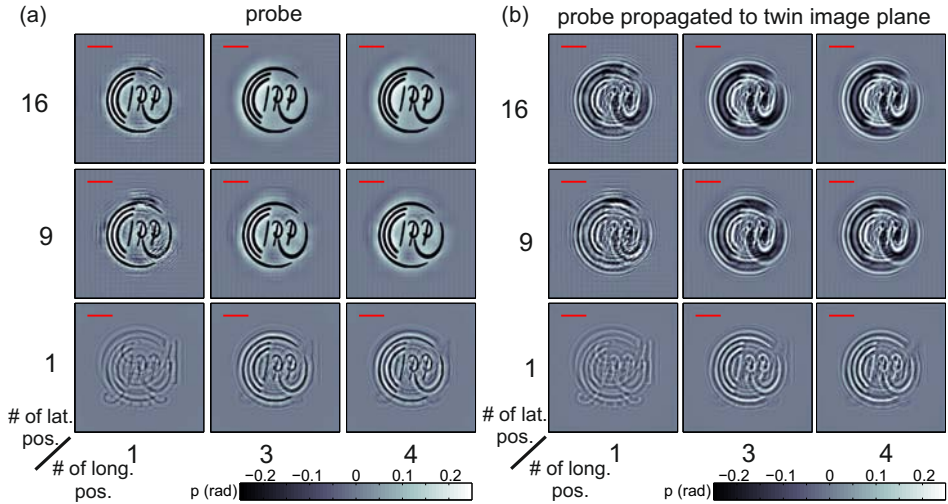 (a) probe
16
9
1
# of lat. pos.
# of long. pos.
1 3 4
p (rad) −0.2 −0.1 0 0.1 0.2
(b) probe propagated to twin image plane
16
9
1
# of lat. pos.
# of long. pos.
1 3 4
p (rad) −0.2 −0.1 0 0.1 0.2